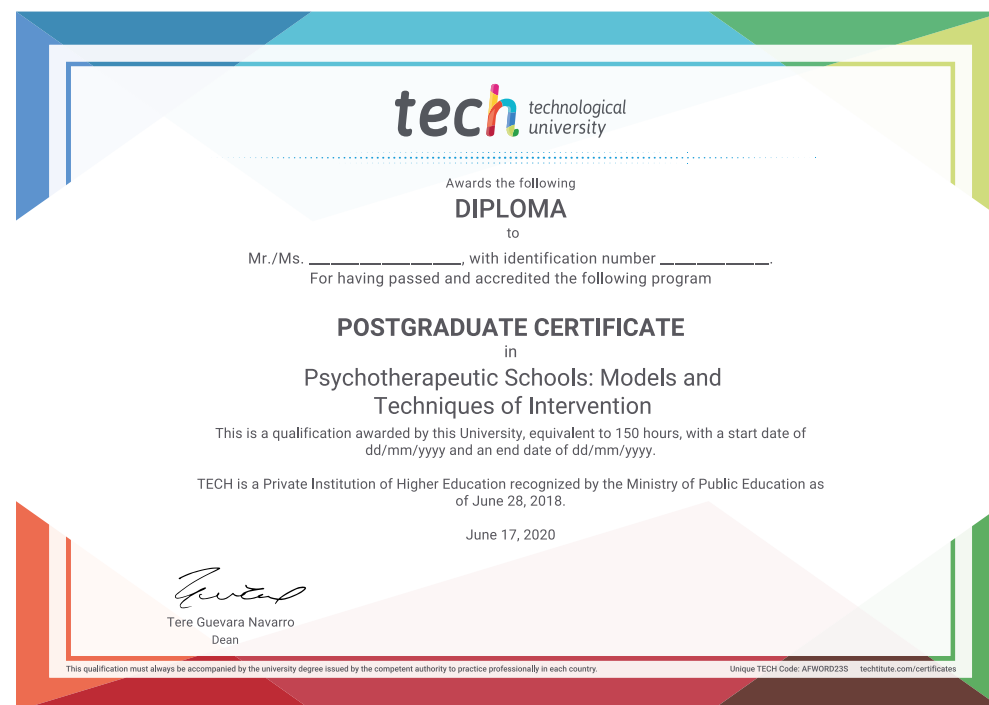 tech technological
university
Awards the following
DIPLOMA
to
Mr./Ms. ____________________, with identification number ______________.
For having passed and accredited the following program
POSTGRADUATE CERTIFICATE
in
Psychotherapeutic Schools: Models and
Techniques of Intervention
This is a qualification awarded by this University, equivalent to 150 hours, with a start date of
dd/mm/yyyy and an end date of dd/mm/yyyy.
TECH is a Private Institution of Higher Education recognized by the Ministry of Public Education as
of June 28, 2018.
June 17, 2020
Tere Guevara Navarro
Dean
This qualification must always be accompanied by the university degree issued by the competent authority to practice professionally in each country. Unique TECH Code: AFWORD23S techtitute.com/certificates